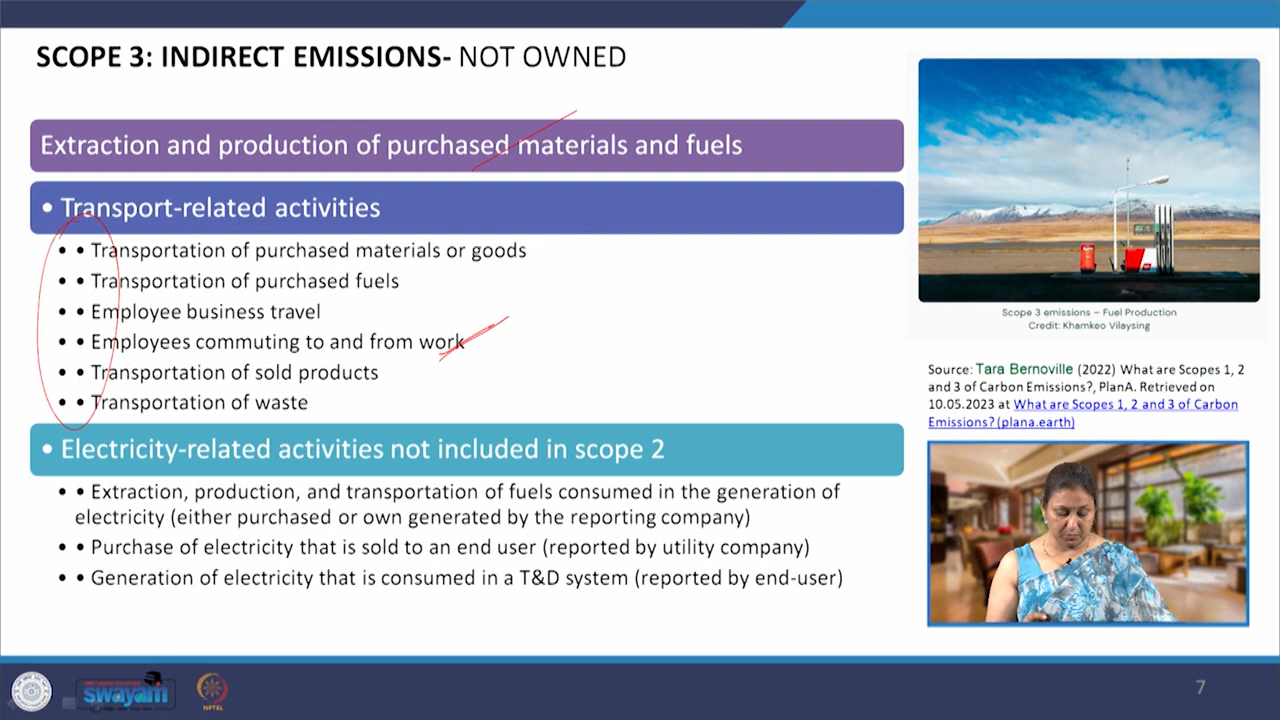 SCOPE 3: INDIRECT EMISSIONS- NOT OWNED
Extraction and production of purchased materials and fuels
• Transport-related activities
• • Transportation of purchased materials or goods
• • Transportation of purchased fuels
• • Employee business travel
• • Employees commuting to and from work
• • Transportation of sold products
• • Transportation of waste
• Electricity-related activities not included in scope 2
• • Extraction, production, and transportation of fuels consumed in the generation of
electricity (either purchased or own generated by the reporting company)
• • Purchase of electricity that is sold to an end user (reported by utility company)
• • Generation of electricity that is consumed in a T&D system (reported by end-user)
Scope 3 emissions – Fuel Production
Credit: Khamkeo Vilaysing
Source: Tara Bernoville (2022) What are Scopes 1, 2
and 3 of Carbon Emissions?, PlanA. Retrieved on
10.05.2023 at What are Scopes 1, 2 and 3 of Carbon
Emissions? (plana.earth)
swayam
NPTEL
7